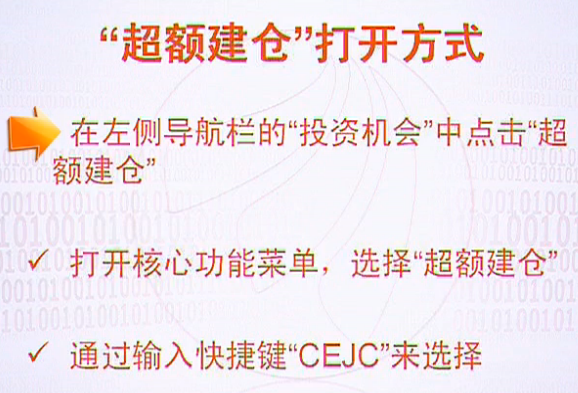 “超额建仓”打开方式
在左侧导航栏的“投资机会”中点击“超
额建仓”
打开核心功能菜单，选择“超额建仓”
通过输入快捷键“CEJC”来选择